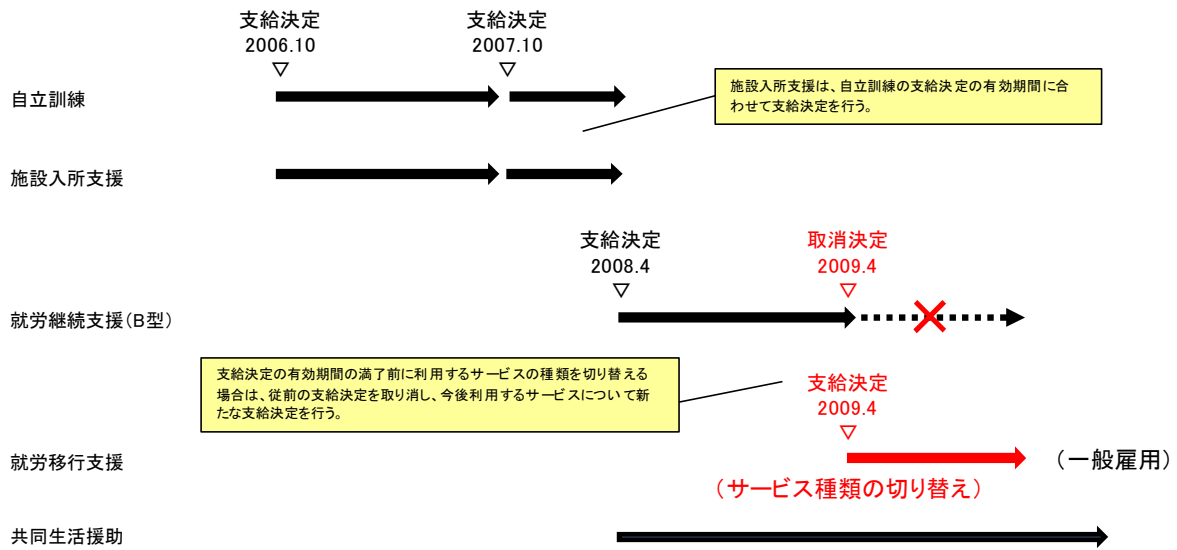 支給決定
2006.10
▽
支給決定
2007.10
▽
自立訓練
施設入所支援は、自立訓練の支給決定の有効期間に合
わせて支給決定を行う。
施設入所支援
支給決定
2008.4
▽
取消決定
2009.4
▽
就労継続支援(B型)
支給決定の有効期間の満了前に利用するサービスの種類を切り替える
場合は、従前の支給決定を取り消し、今後利用するサービスについて新
たな支給決定を行う。
支給決定
2009.4
▽
就労移行支援
(一般雇用)
(サービス種類の切り替え)
共同生活援助